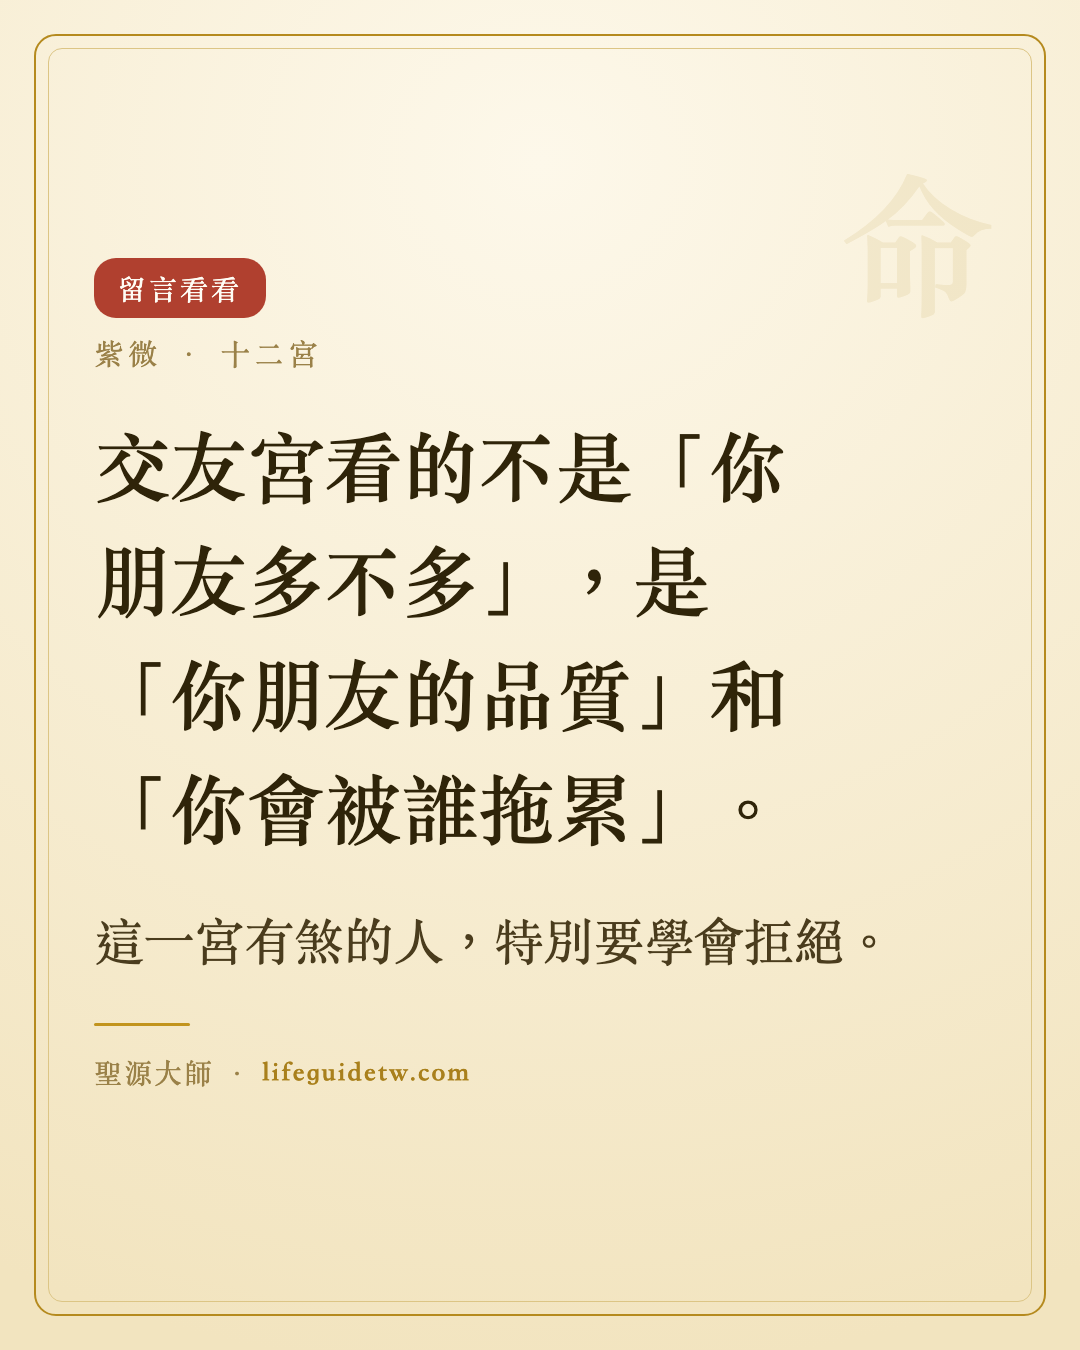 命
留言看看
紫微 · 十二宮
交友宮看的不是「你
朋友多不多」，是
「你朋友的品質」和
「你會被誰拖累」。
這一宮有煞的人，特別要學會拒絕。
聖源大師 · lifeguidetw.com